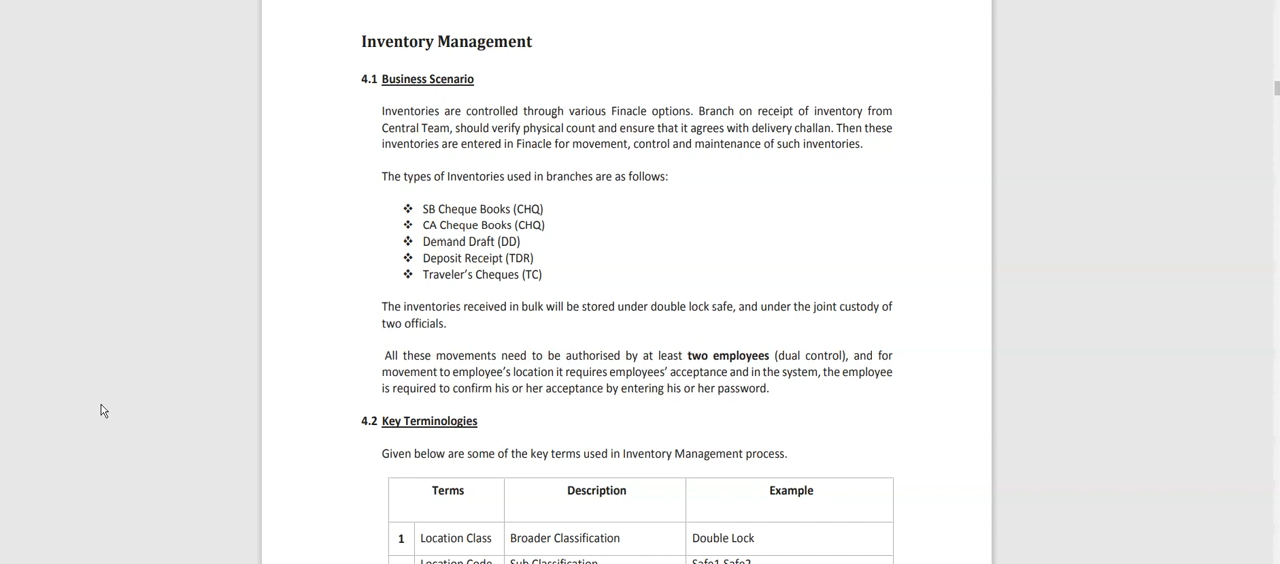 Inventory Management
4.1 Business Scenario
Inventories are controlled through various Finacle options. Branch on receipt of inventory from
Central Team, should verify physical count and ensure that it agrees with delivery challan. Then these
inventories are entered in Finacle for movement, control and maintenance of such inventories.
The types of Inventories used in branches are as follows:
❖ SB Cheque Books (CHQ)
❖ CA Cheque Books (CHQ)
❖ Demand Draft (DD)
❖ Deposit Receipt (TDR)
❖ Traveler's Cheques (TC)
The inventories received in bulk will be stored under double lock safe, and under the joint custody of
two officials.
All these movements need to be authorised by at least two employees (dual control), and for
movement to employee's location it requires employees' acceptance and in the system, the employee
is required to confirm his or her acceptance by entering his or her password.
4.2 Key Terminologies
Given below are some of the key terms used in Inventory Management process.
Terms Description Example
1 Location Class Broader Classification Double Lock
Location Code Sub Classification Safe1 Safe2